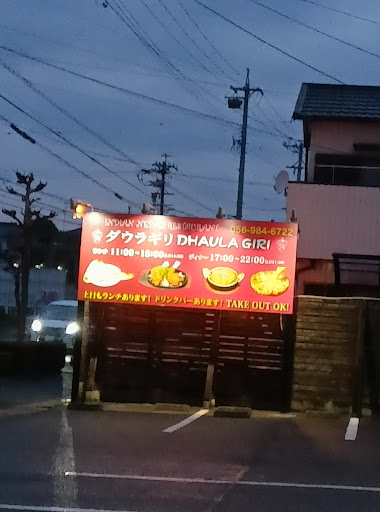 INDIAN NEPALI RESTAURANT
056-984-6722
ダウラギリ DHAULA GIRI
ランチ 11:00~15:00 ディナー 17:00~22:00
土日もランチあります! ドリンクバーあります! TAKE OUT OK!